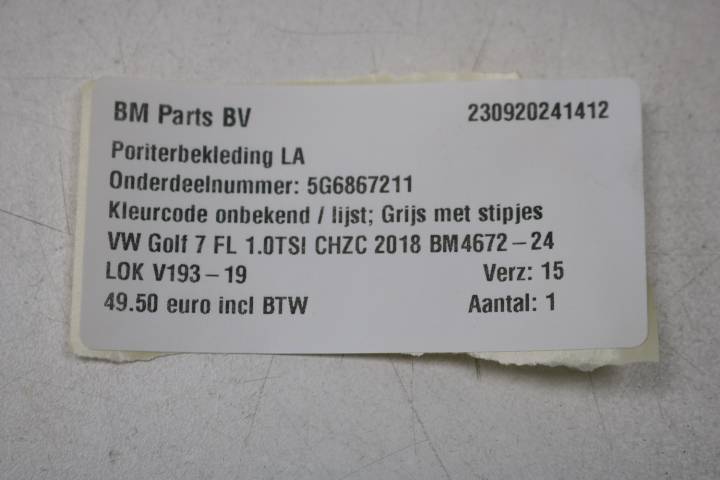 BM Parts BV 230920241412
Poriterbekleding LA
Onderdeelnummer: 5G6867211
Kleurcode onbekend / lijst; Grijs met stipjes
VW Golf 7 FL 1.0TSI CHZC 2018 BM4672-24
LOK V193-19 Verz: 15
49.50 euro incl BTW Aantal: 1